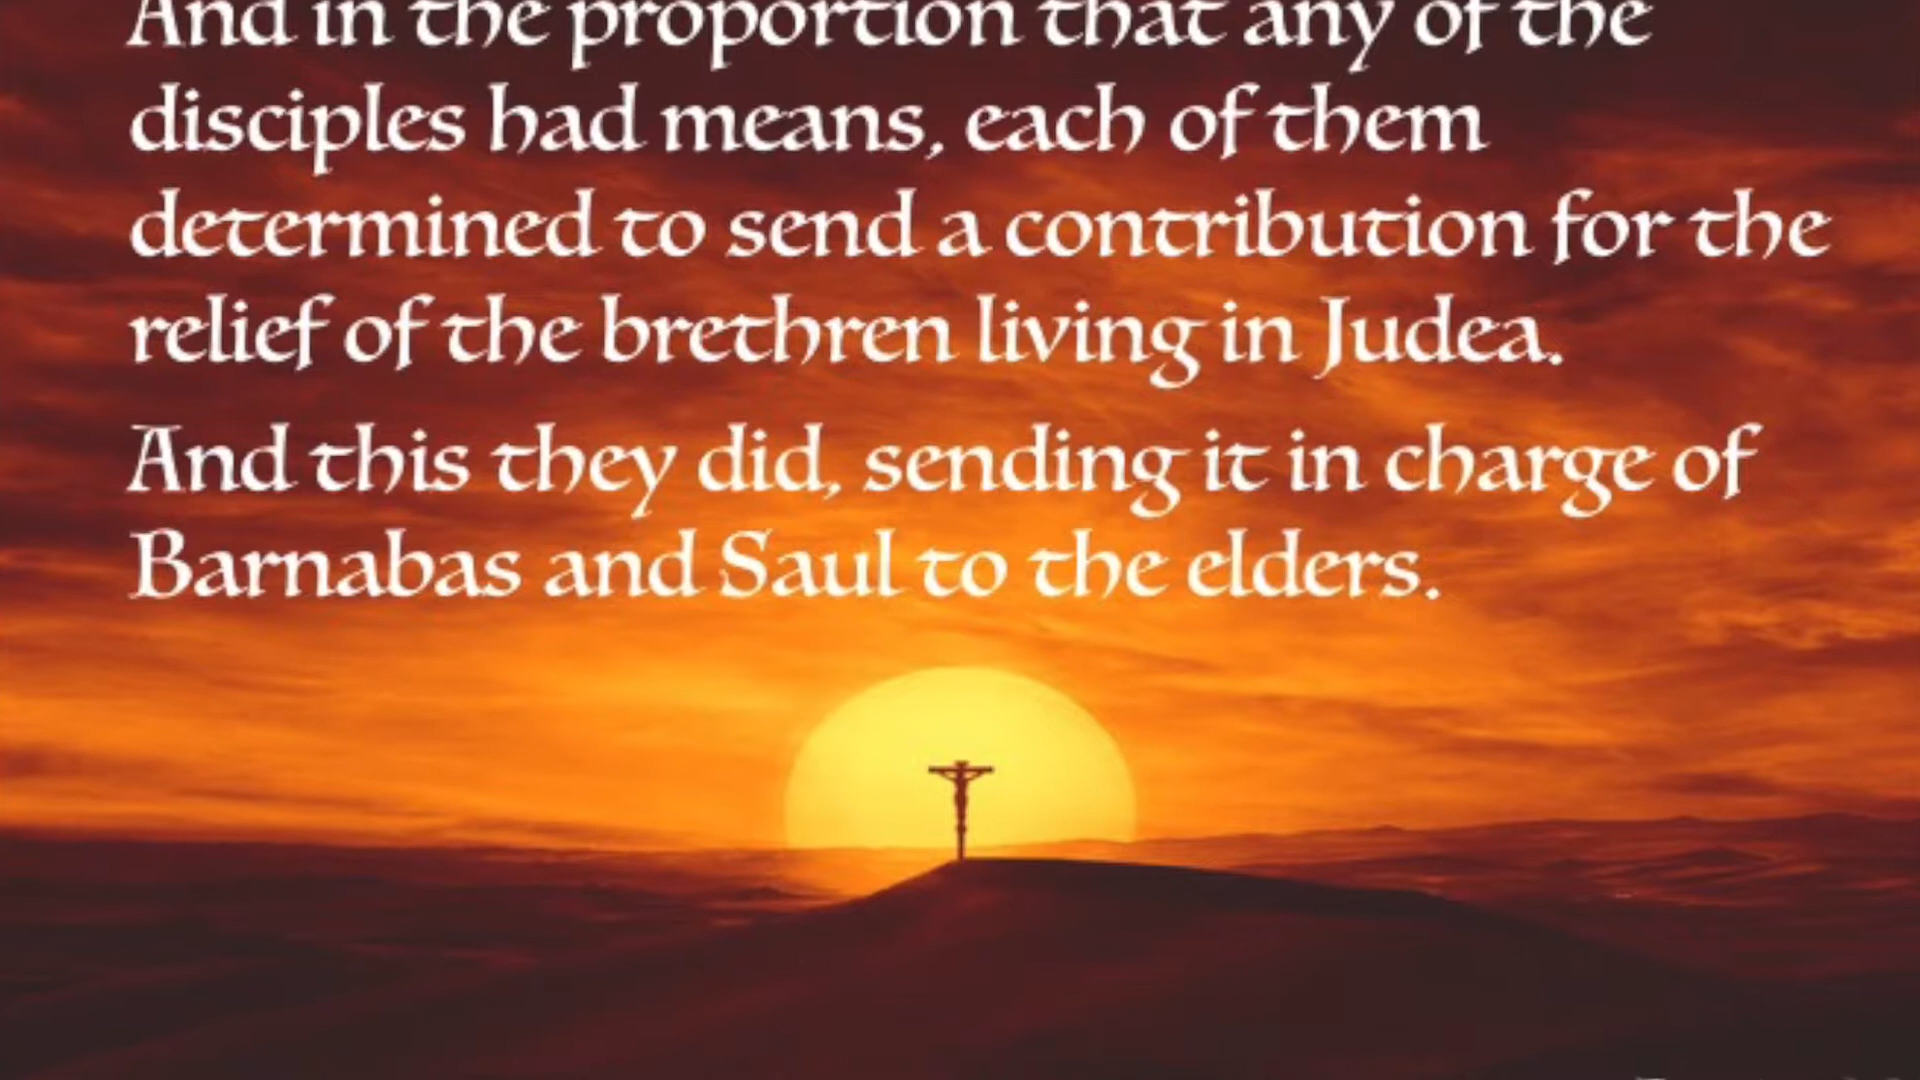 And in the proportion that any of the
disciples had means, each of them
determined to send a contribution for the
relief of the brethren living in Judea.
And this they did, sending it in charge of
Barnabas and Saul to the elders.